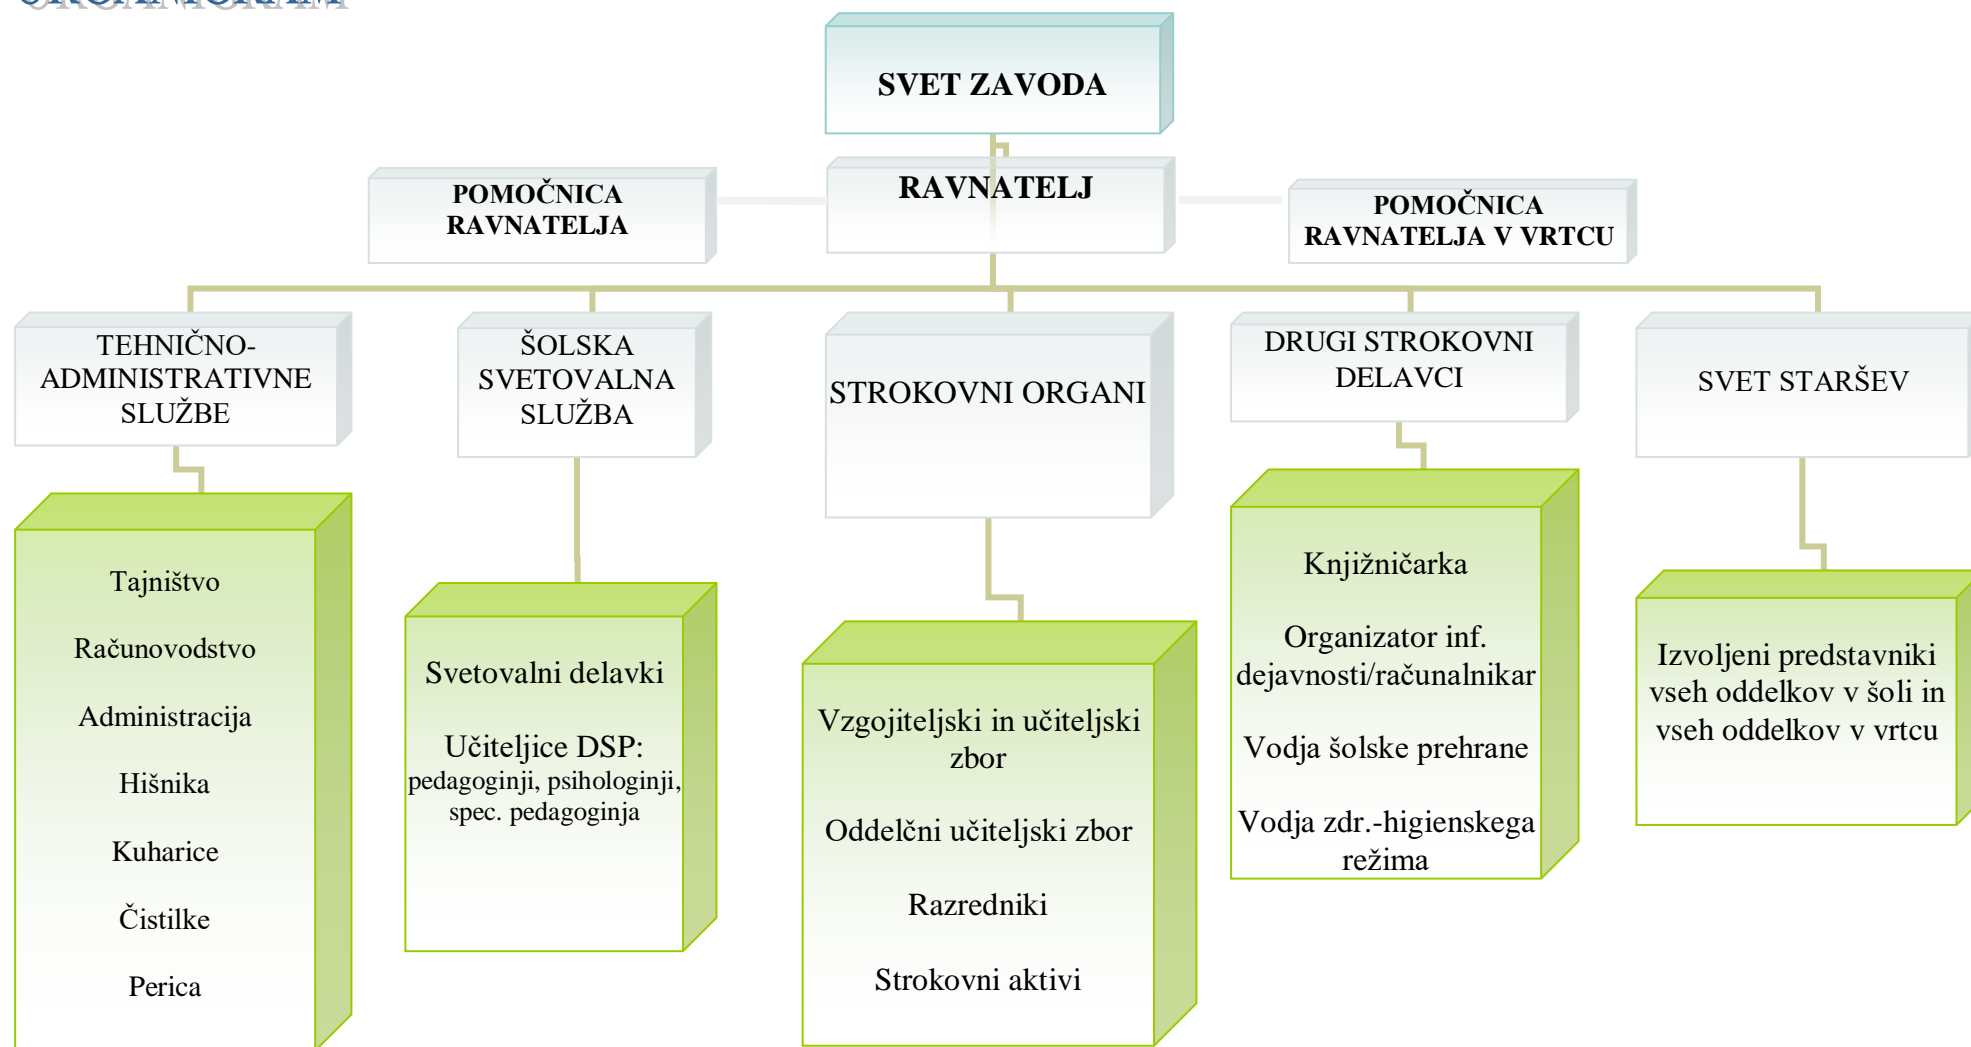 ORGANIGRAM
SVET ZAVODA
POMOČNICA
RAVNATELJA
RAVNATELJ
POMOČNICA
RAVNATELJA V VRTCU
TEHNIČNO-
ADMINISTRATIVNE
SLUŽBE
ŠOLSKA
SVETOVALNA
SLUŽBA
STROKOVNI ORGANI
DRUGI STROKOVNI
DELAVCI
SVET STARŠEV
Tajništvo
Računovodstvo
Administracija
Hišnika
Kuharice
Čistilke
Perica
Svetovalni delavki
Učiteljice DSP:
pedagoginji, psihologinji,
spec. pedagoginja
Vzgojiteljski in učiteljski
zbor
Oddelčni učiteljski zbor
Razredniki
Strokovni aktivi
Knjižničarka
Organizator inf.
dejavnosti/računalnikar
Vodja šolske prehrane
Vodja zdr.-higienskega
režima
Izvoljeni predstavniki
vseh oddelkov v šoli in
vseh oddelkov v vrtcu